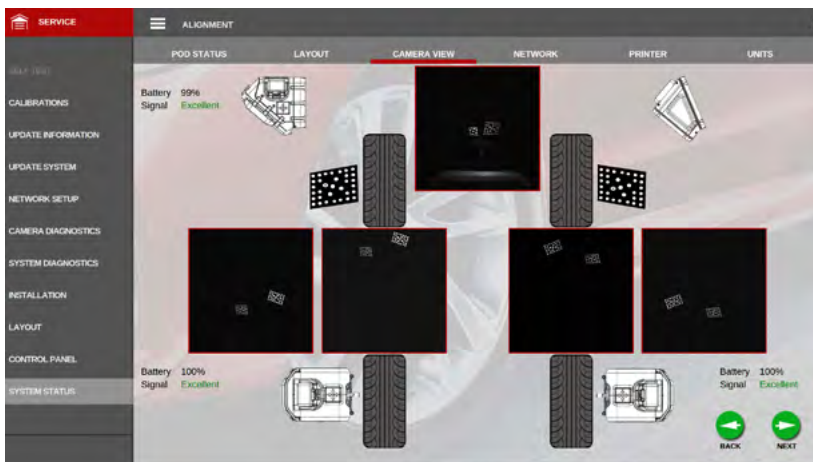 SERVICE
ALIGNMENT
POD STATUS
LAYOUT
CAMERA VIEW
NETWORK
PRINTER
UNITS
CALIBRATIONS
UPDATE INFORMATION
UPDATE SYSTEM
NETWORK SETUP
CAMERA DIAGNOSTICS
SYSTEM DIAGNOSTICS
INSTALLATION
LAYOUT
CONTROL PANEL
SYSTEM STATUS
Battery 99%
Signal Excellent
Battery 100%
Signal Excellent
Battery 100%
Signal Excellent
BACK
NEXT